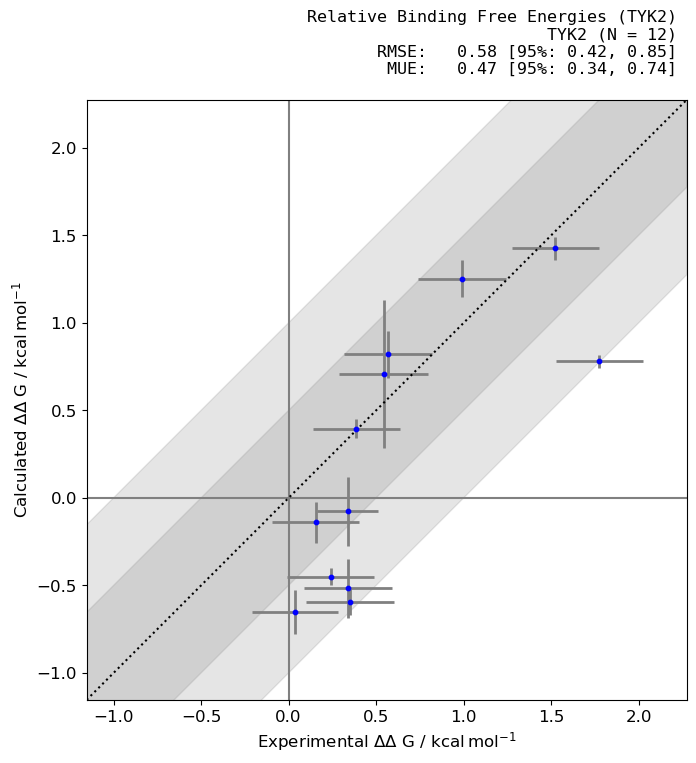 Relative Binding Free Energies (TYK2)
TYK2 (N = 12)
RMSE:   0.58 [95%: 0.42, 0.85]
MUE:   0.47 [95%: 0.34, 0.74]
2.0
1.5
1.0
0.5
0.0
−0.5
−1.0
Calculated ΔΔ G / kcal mol⁻¹
−1.0 −0.5 0.0 0.5 1.0 1.5 2.0
Experimental ΔΔ G / kcal mol⁻¹